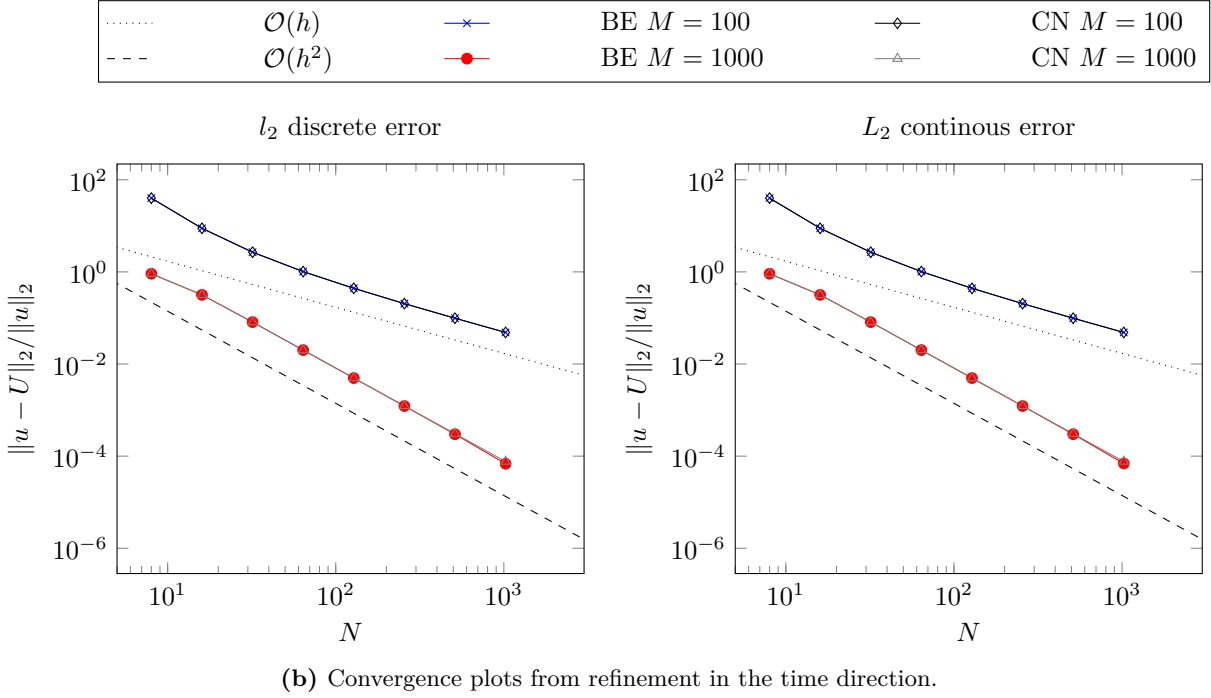 O(h) BE M = 100 CN M = 100
O(h²) BE M = 1000 CN M = 1000
l₂ discrete error
10²
10⁰
10⁻²
10⁻⁴
10⁻⁶
‖u − U‖₂/‖u‖₂
10¹ 10² 10³
N
L₂ continous error
10²
10⁰
10⁻²
10⁻⁴
10⁻⁶
‖u − U‖₂/‖u‖₂
10¹ 10² 10³
N
(b) Convergence plots from refinement in the time direction.